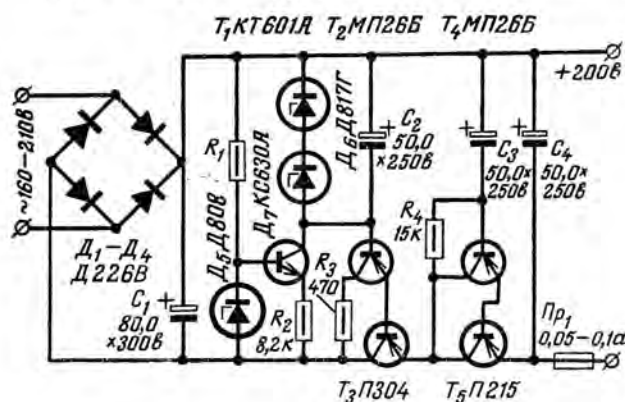 T₁КТ601А T₂МП26Б T₄МП26Б
+200в
~160-210в
Д₁-Д₄
Д226В
C₁
80,0
×300в
R₁
Д₅Д808
Д₇КС630А
Д₆Д817Г
R₂
8,2к
R₃
470
C₂
50,0
×250в
R₄
15к
C₃
50,0×
250в
C₄
50,0×
250в
Пр₁
0,05-0,1а
T₃П304 T₅П215